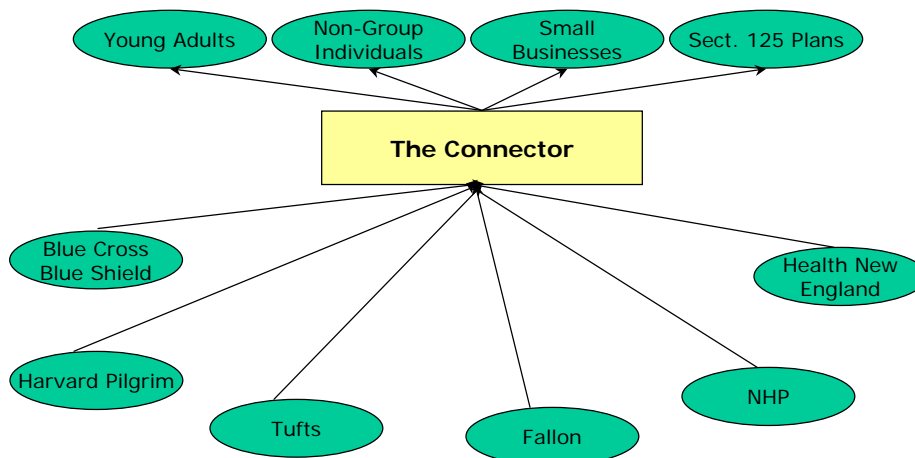 Young Adults
Non-Group
Individuals
Small
Businesses
Sect. 125 Plans
The Connector
Blue Cross
Blue Shield
Health New
England
Harvard Pilgrim
NHP
Tufts
Fallon